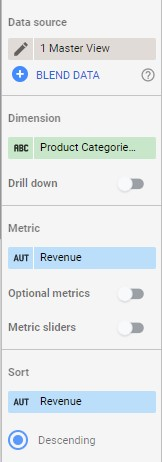 Data source
1 Master View
BLEND DATA
Dimension
ABC Product Categorie...
Drill down
Metric
AUT Revenue
Optional metrics
Metric sliders
Sort
AUT Revenue
Descending